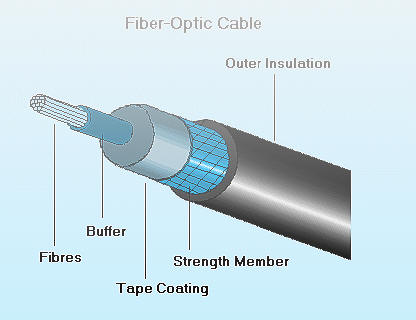 Fiber-Optic Cable
Outer Insulation
Buffer
Fibres
Strength Member
Tape Coating